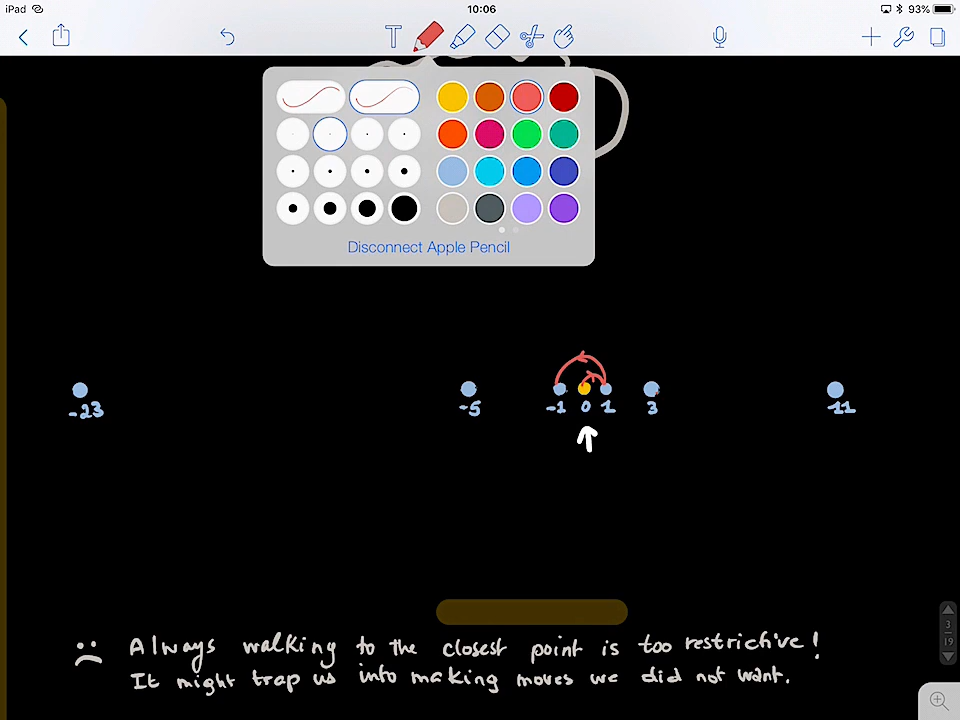 iPad
10:06
93%
T
Disconnect Apple Pencil
-23
-5
-1 0 1
3
-11
3
19
Always walking to the closest point is too restrictive!
It might trap us into making moves we did not want.